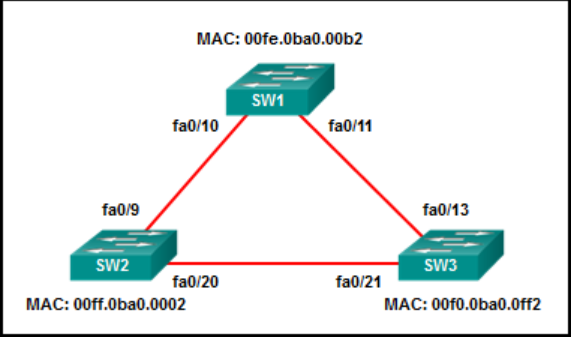 MAC: 00fe.0ba0.00b2
SW1
fa0/10
fa0/11
fa0/9
fa0/13
SW2
SW3
fa0/20
fa0/21
MAC: 00ff.0ba0.0002
MAC: 00f0.0ba0.0ff2